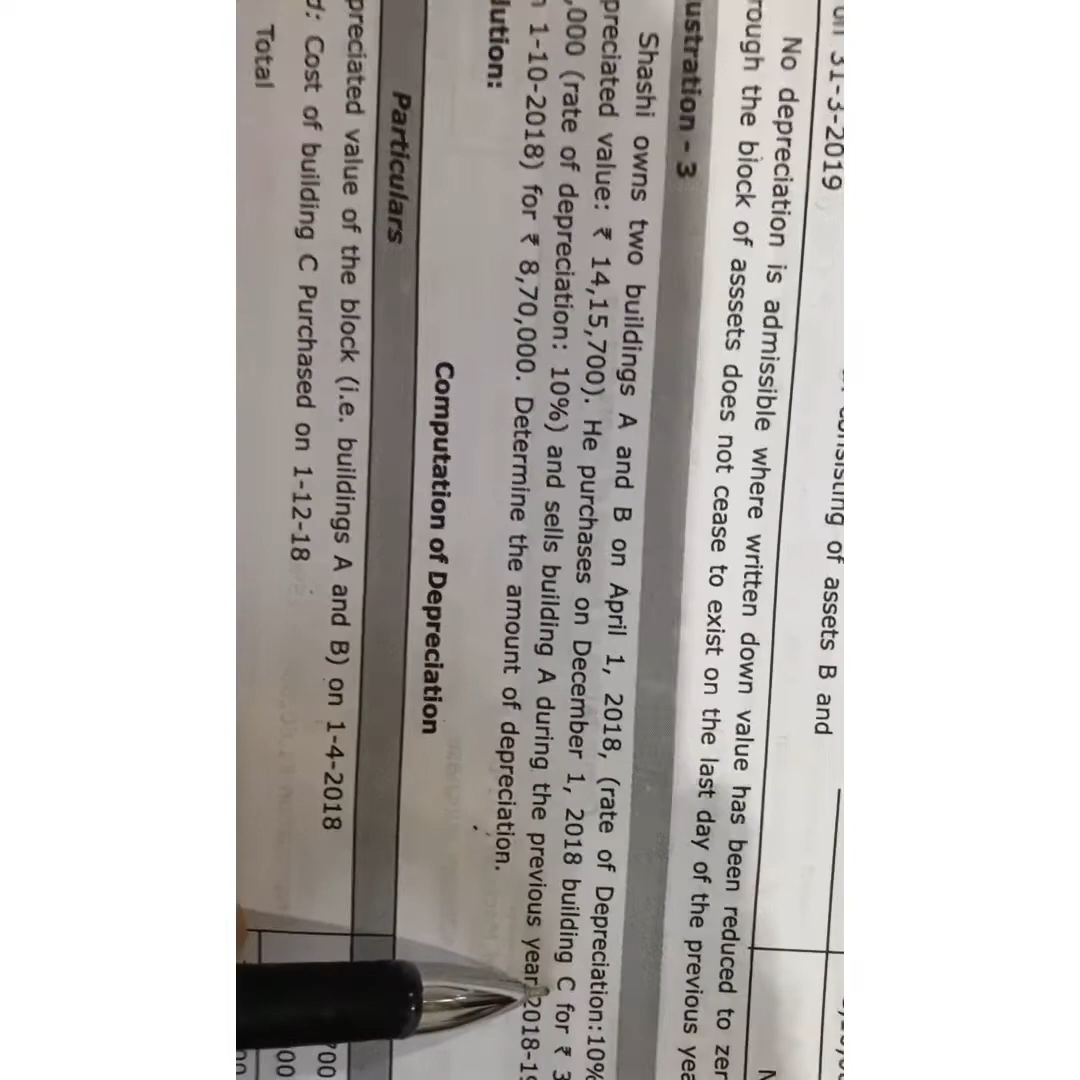 on 31-3-2019
of assets B and
No depreciation is admissible where written down value has been reduced to zer
rough the block of asssets does not cease to exist on the last day of the previous yea
ustration - 3
Shashi owns two buildings A and B on April 1, 2018, (rate of Depreciation:10%
preciated value: ₹ 14,15,700). He purchases on December 1, 2018 building C for ₹ 3
,000 (rate of depreciation: 10%) and sells building A during the previous year 2018-19
n 1-10-2018) for ₹ 8,70,000. Determine the amount of depreciation.
lution:
Computation of Depreciation
Particulars
preciated value of the block (i.e. buildings A and B) on 1-4-2018
700
d: Cost of building C Purchased on 1-12-18
00
Total